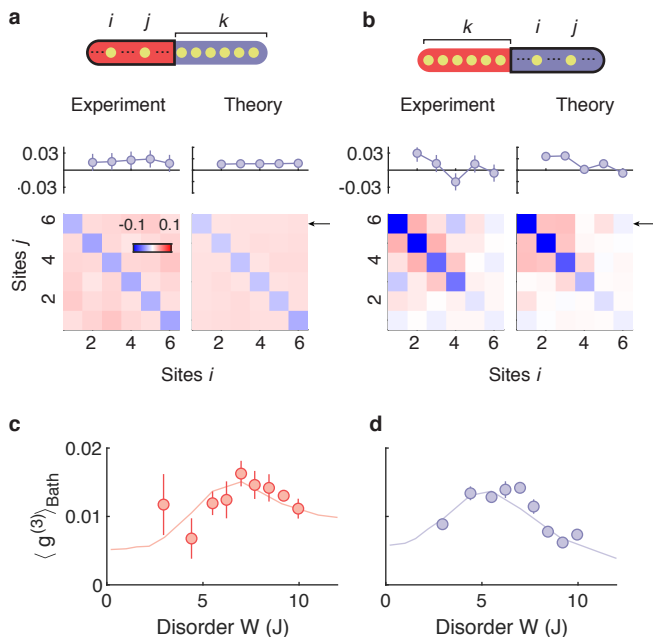 a
i j k
Experiment Theory
0.03
-0.03
Sites j
6
4
2
-0.1 0.1
2 4 6 2 4 6
Sites i
b
k i j
Experiment Theory
0.03
-0.03
6
4
2
2 4 6 2 4 6
Sites i
c
⟨ g(3)⟩Bath
0.02
0.01
0
0 5 10
Disorder W (J)
d
0 5 10
Disorder W (J)